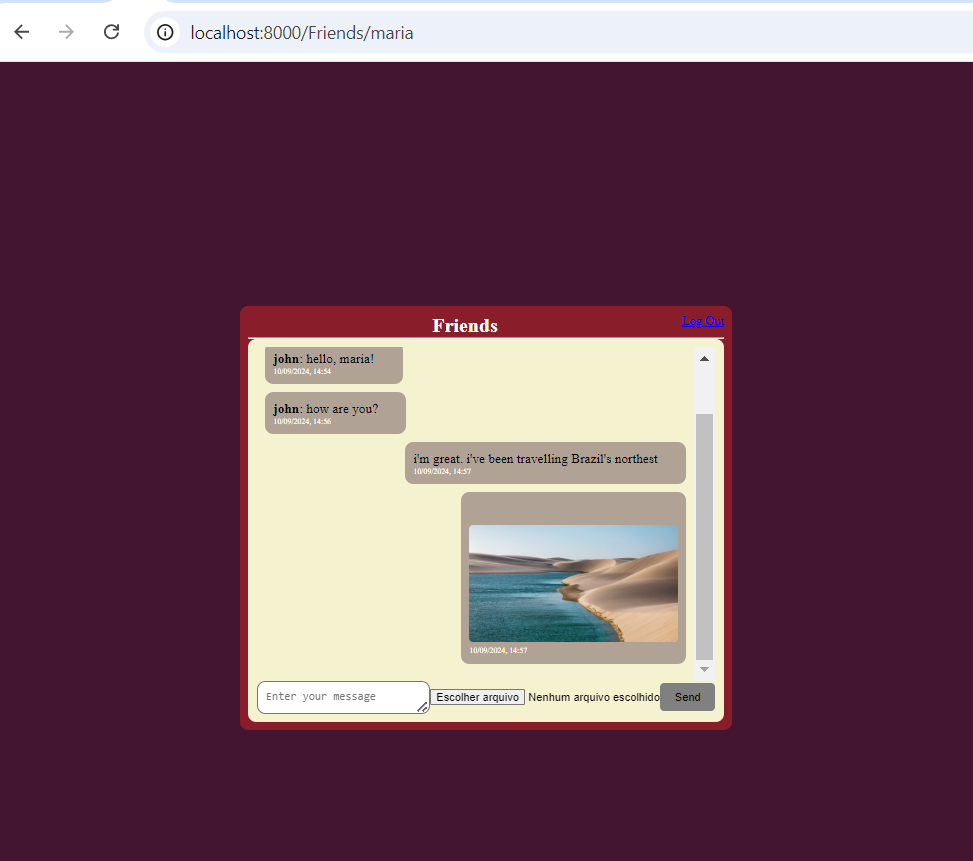 localhost:8000/Friends/maria
Friends
Log Out
john: hello, maria!
10/09/2024, 14:54
john: how are you?
10/09/2024, 14:56
i'm great. i've been travelling Brazil's northest
10/09/2024, 14:57
10/09/2024, 14:57
Enter your message
Escolher arquivo Nenhum arquivo escolhido
Send